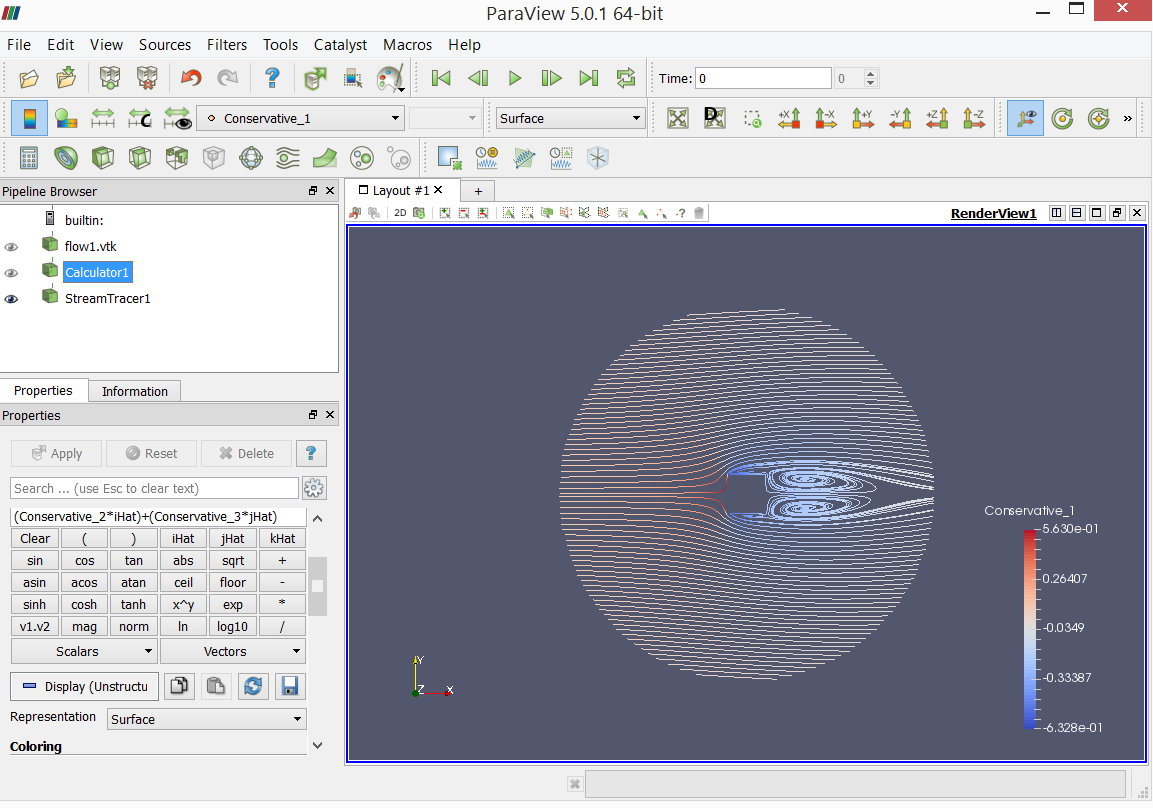 ParaView 5.0.1 64-bit
File Edit View Sources Filters Tools Catalyst Macros Help
Time: 0 0
Conservative_1 Surface +X -X +Y -Y +Z -Z »
Pipeline Browser
Layout #1 +
builtin:
2D RenderView1
flow1.vtk
Calculator1
StreamTracer1
Properties Information
Properties
Apply Reset Delete ?
Search ... (use Esc to clear text)
(Conservative_2*iHat)+(Conservative_3*jHat)
Clear ( ) iHat jHat kHat
sin cos tan abs sqrt +
asin acos atan ceil floor -
sinh cosh tanh x^y exp *
v1.v2 mag norm ln log10 /
Scalars Vectors
Display (Unstructu
Representation Surface
Coloring
Conservative_1
5.630e-01
0.26407
-0.0349
-0.33387
-6.328e-01
Y
Z X